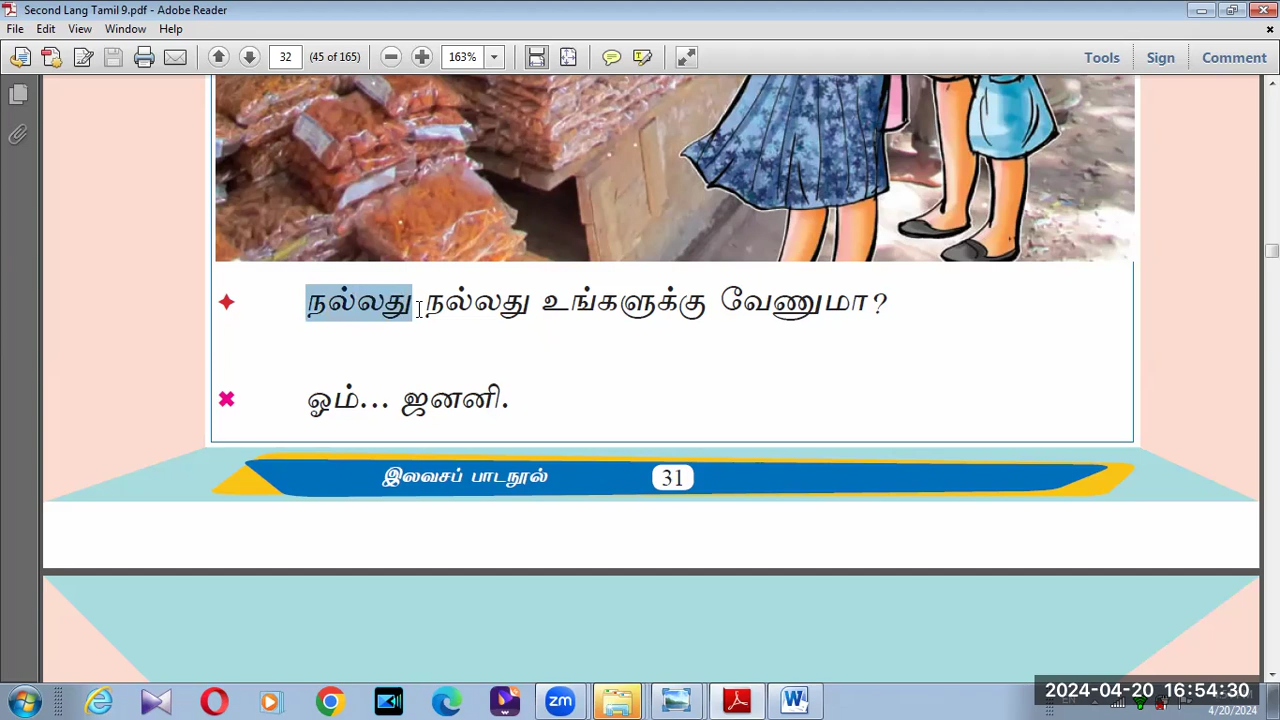 Second Lang Tamil 9.pdf - Adobe Reader
File Edit View Window Help
32 (45 of 165) 163% Tools Sign Comment
நல்லது நல்லது உங்களுக்கு வேணுமா?
ஓம்... ஜனனி.
இலவசப் பாடநூல் 31
zm
2024-04-20 16:54:30
4/20/2024